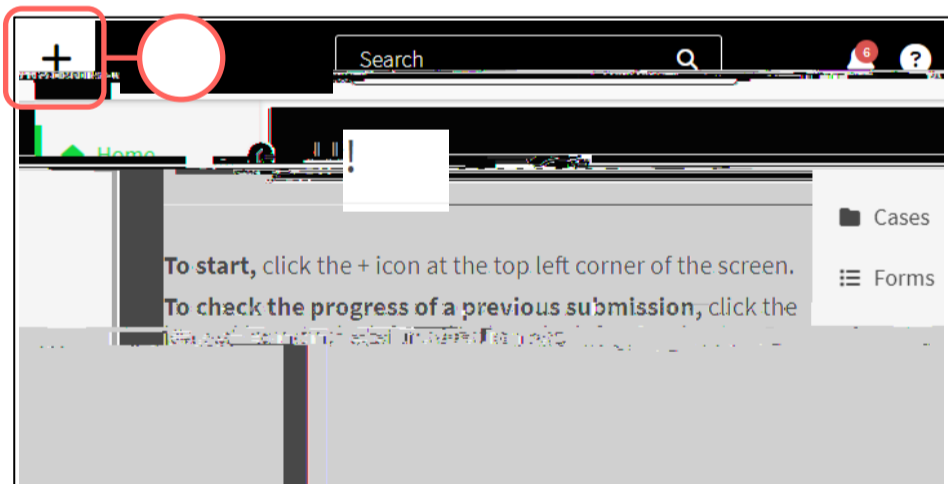 +
Search
6
?
Home
!
Cases
To start, click the + icon at the top left corner of the screen.
Forms
To check the progress of a previous submission, click the